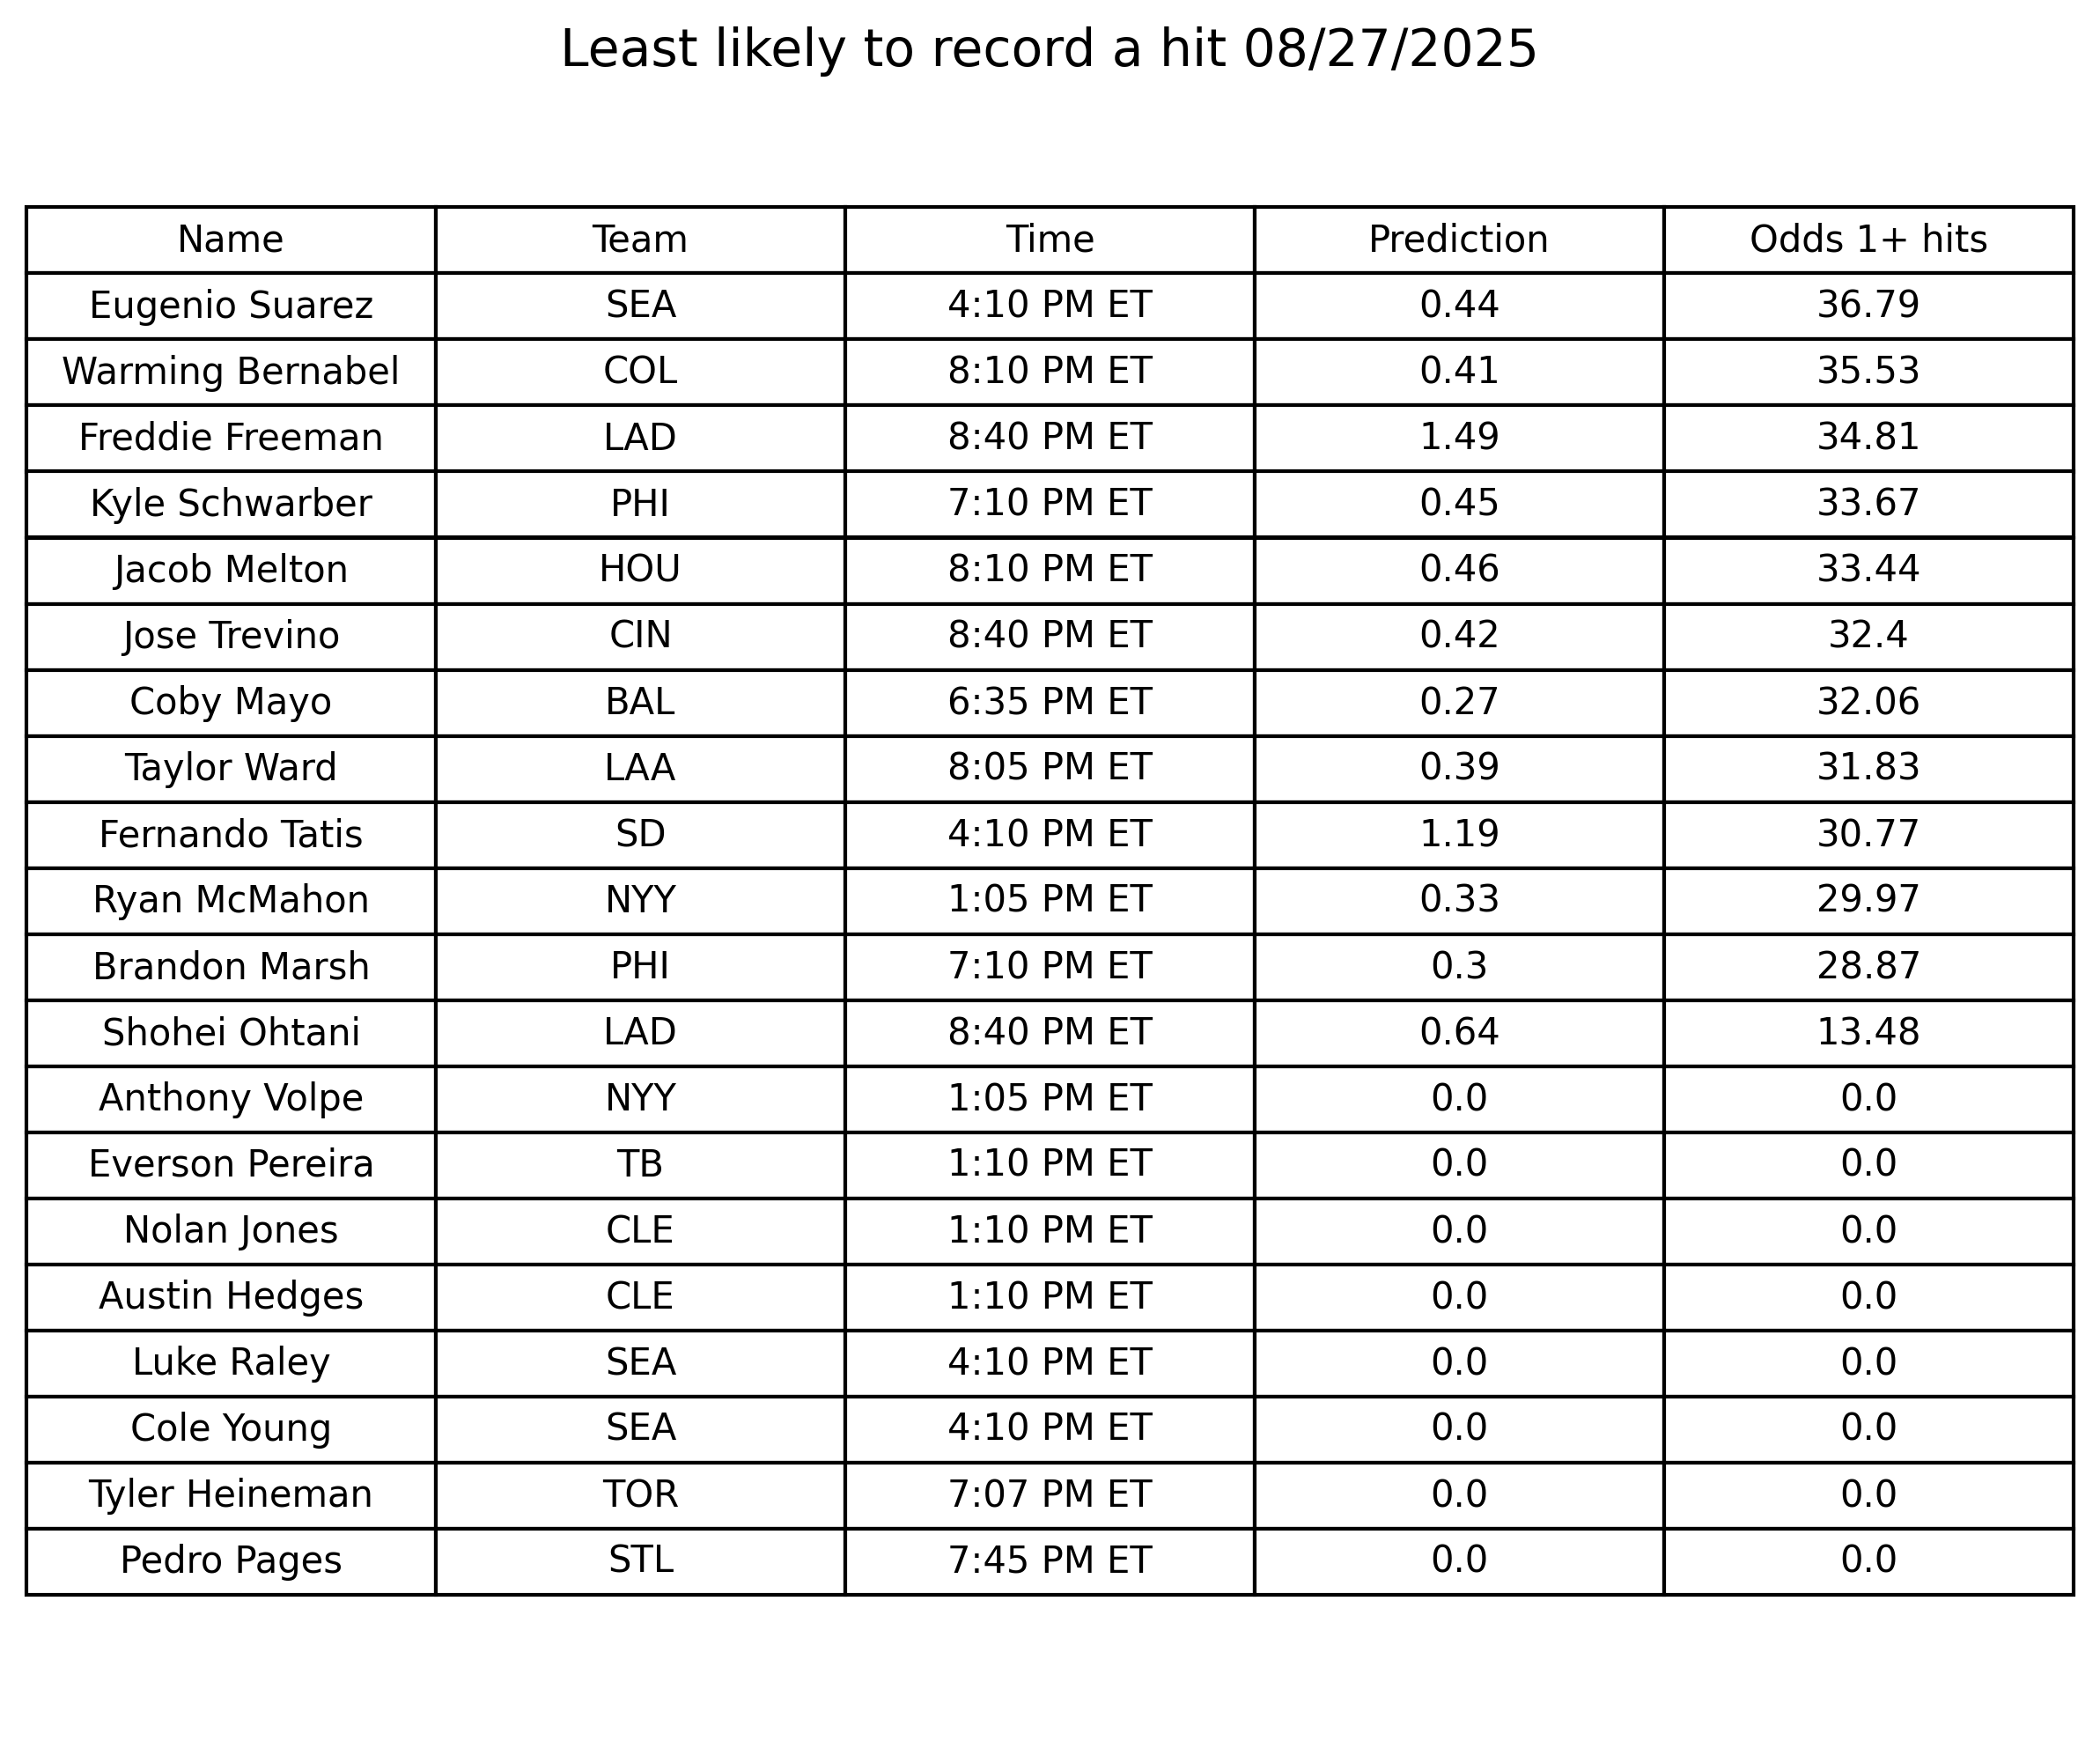 Least likely to record a hit 08/27/2025
Name Team Time Prediction Odds 1+ hits
Eugenio Suarez SEA 4:10 PM ET 0.44 36.79
Warming Bernabel COL 8:10 PM ET 0.41 35.53
Freddie Freeman LAD 8:40 PM ET 1.49 34.81
Kyle Schwarber PHI 7:10 PM ET 0.45 33.67
Jacob Melton HOU 8:10 PM ET 0.46 33.44
Jose Trevino CIN 8:40 PM ET 0.42 32.4
Coby Mayo BAL 6:35 PM ET 0.27 32.06
Taylor Ward LAA 8:05 PM ET 0.39 31.83
Fernando Tatis SD 4:10 PM ET 1.19 30.77
Ryan McMahon NYY 1:05 PM ET 0.33 29.97
Brandon Marsh PHI 7:10 PM ET 0.3 28.87
Shohei Ohtani LAD 8:40 PM ET 0.64 13.48
Anthony Volpe NYY 1:05 PM ET 0.0 0.0
Everson Pereira TB 1:10 PM ET 0.0 0.0
Nolan Jones CLE 1:10 PM ET 0.0 0.0
Austin Hedges CLE 1:10 PM ET 0.0 0.0
Luke Raley SEA 4:10 PM ET 0.0 0.0
Cole Young SEA 4:10 PM ET 0.0 0.0
Tyler Heineman TOR 7:07 PM ET 0.0 0.0
Pedro Pages STL 7:45 PM ET 0.0 0.0